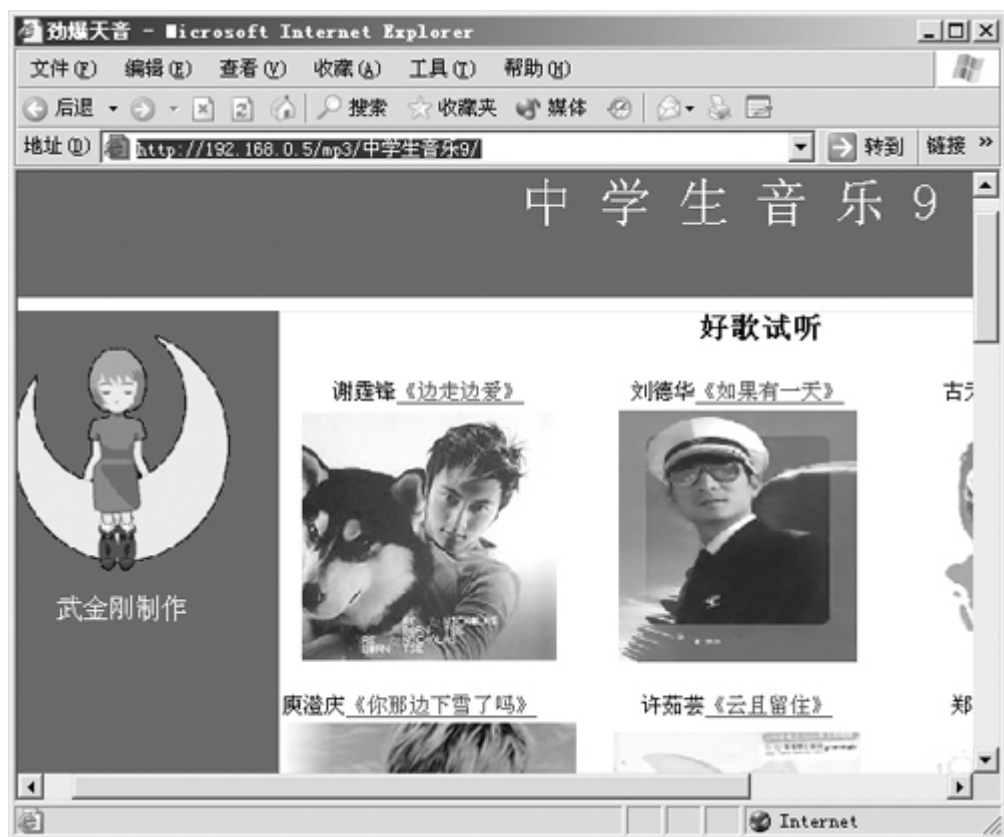 劲爆天音 - Microsoft Internet Explorer
文件(F) 编辑(E) 查看(V) 收藏(A) 工具(T) 帮助(H)
后退 搜索 收藏夹 媒体
地址(D) http://192.168.0.5/mp3/中学生音乐9/ 转到 链接 »
中学生音乐9
好歌试听
谢霆锋《边走边爱》 刘德华《如果有一天》 古
武金刚制作
庾澄庆《你那边下雪了吗》 许茹芸《云且留住》 郑
Internet